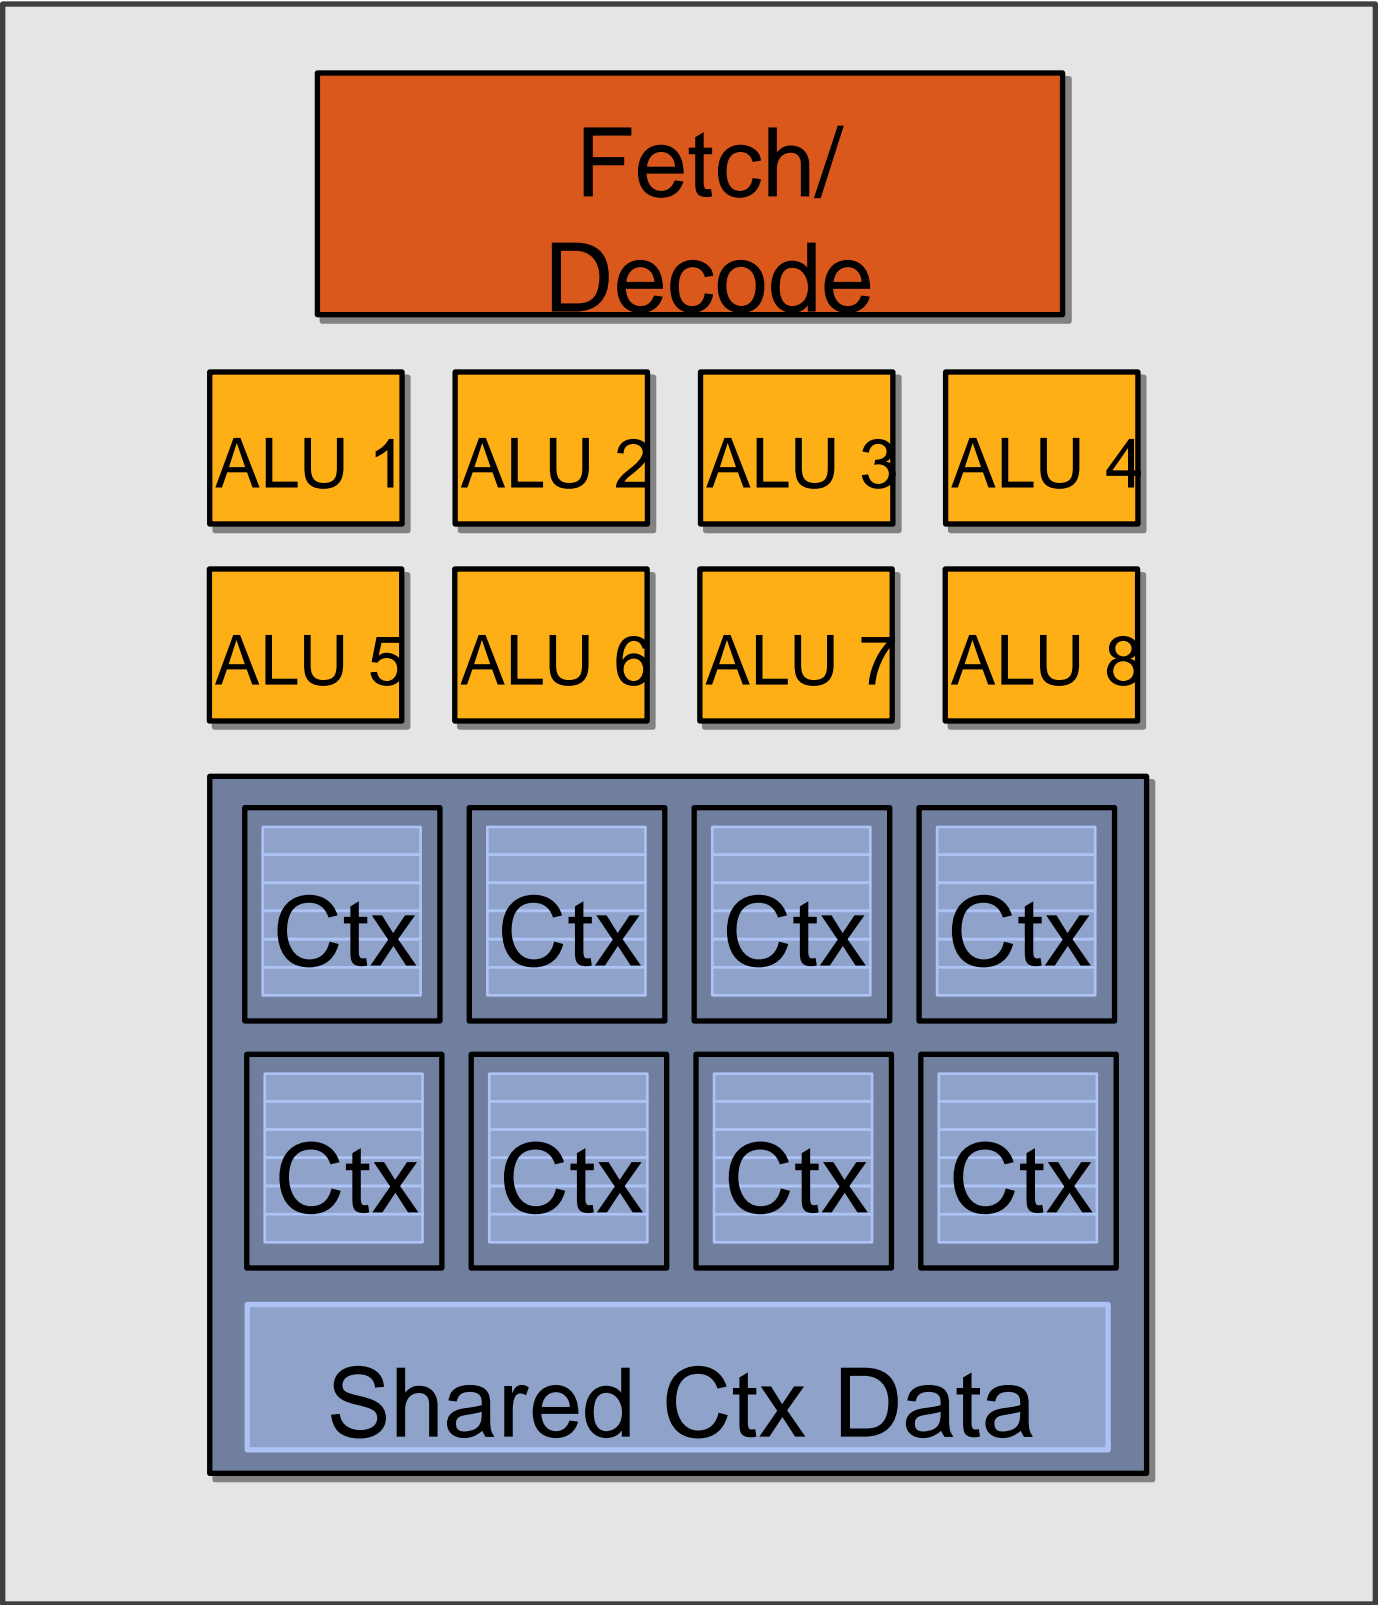 Fetch/
Decode
ALU 1 ALU 2 ALU 3 ALU 4
ALU 5 ALU 6 ALU 7 ALU 8
Ctx Ctx Ctx Ctx
Ctx Ctx Ctx Ctx
Shared Ctx Data